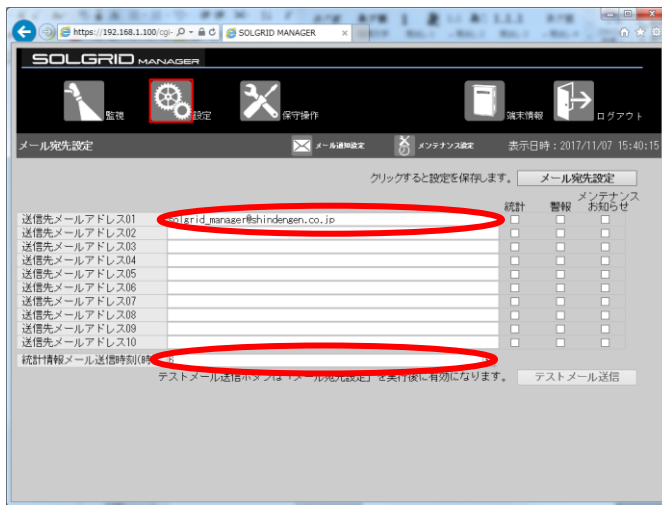 https://192.168.1.100/cgi-
SOLGRID MANAGER
SOLGRID MANAGER
監視
設定
保守操作
端末情報
ログアウト
メール宛先設定
メール通知設定
メンテナンス設定
表示日時：2017/11/07 15:40:15
クリックすると設定を保存します。
メール宛先設定
統計
警報
メンテナンス
お知らせ
送信先メールアドレス01
solgrid_manager@shindengen.co.jp
送信先メールアドレス02
送信先メールアドレス03
送信先メールアドレス04
送信先メールアドレス05
送信先メールアドレス06
送信先メールアドレス07
送信先メールアドレス08
送信先メールアドレス09
送信先メールアドレス10
統計情報メール送信時刻(時
6
テストメール送信ボタンは「メール宛先設定」を実行後に有効になります。
テストメール送信